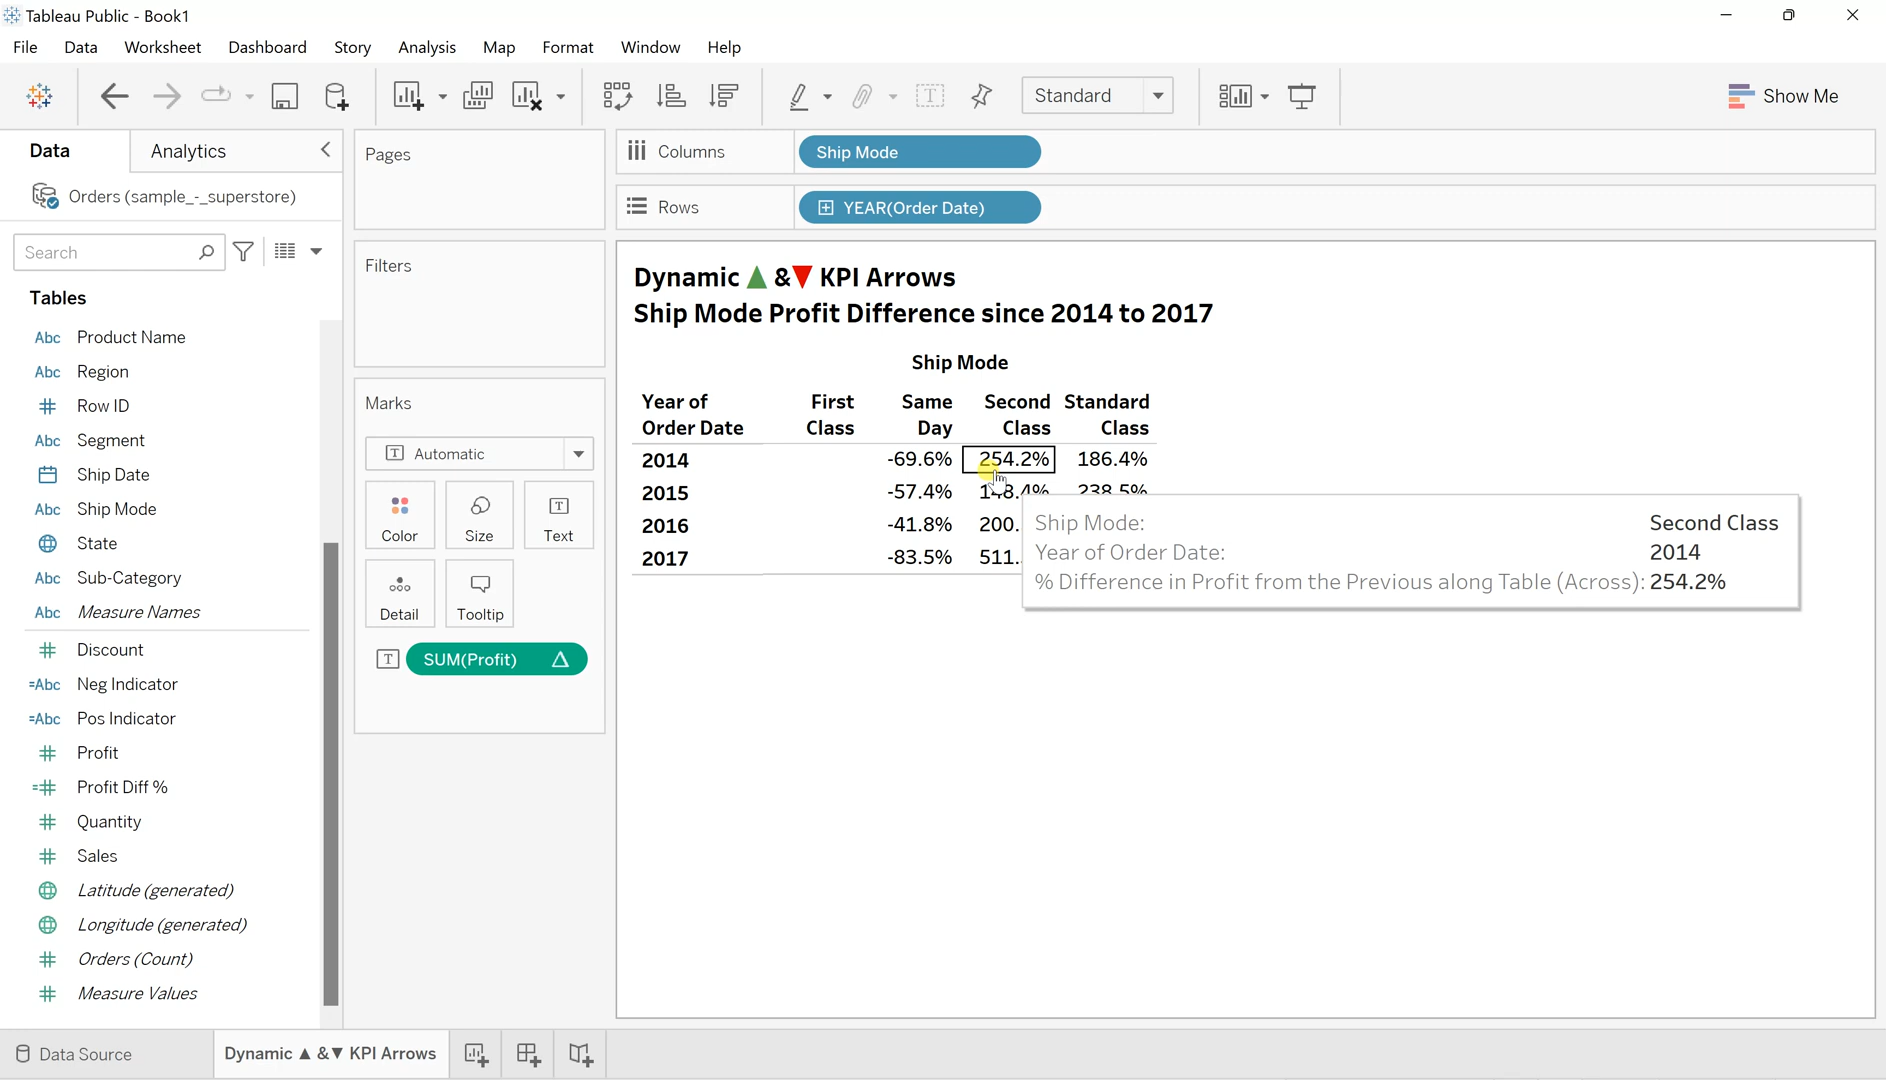 Tableau Public - Book1
File Data Worksheet Dashboard Story Analysis Map Format Window Help
Standard
Show Me
Data
Analytics
Orders (sample_-_superstore)
Search
Tables
Abc Product Name
Abc Region
# Row ID
Abc Segment
Ship Date
Abc Ship Mode
State
Abc Sub-Category
Abc Measure Names
# Discount
=Abc Neg Indicator
=Abc Pos Indicator
# Profit
=# Profit Diff %
# Quantity
# Sales
Latitude (generated)
Longitude (generated)
# Orders (Count)
# Measure Values
Pages
Filters
Marks
T Automatic
Color
Size
T
Text
Detail
Tooltip
T SUM(Profit) △
Columns
Ship Mode
Rows
YEAR(Order Date)
Dynamic ▲ &▼ KPI Arrows
Ship Mode Profit Difference since 2014 to 2017
Ship Mode
Year of Order Date First Class Same Day Second Class Standard Class
2014 -69.6% 254.2% 186.4%
2015 -57.4% 148.4% 238.5%
2016 -41.8% 200.
2017 -83.5% 511.
Ship Mode: Second Class
Year of Order Date: 2014
% Difference in Profit from the Previous along Table (Across): 254.2%
Data Source
Dynamic ▲ &▼ KPI Arrows